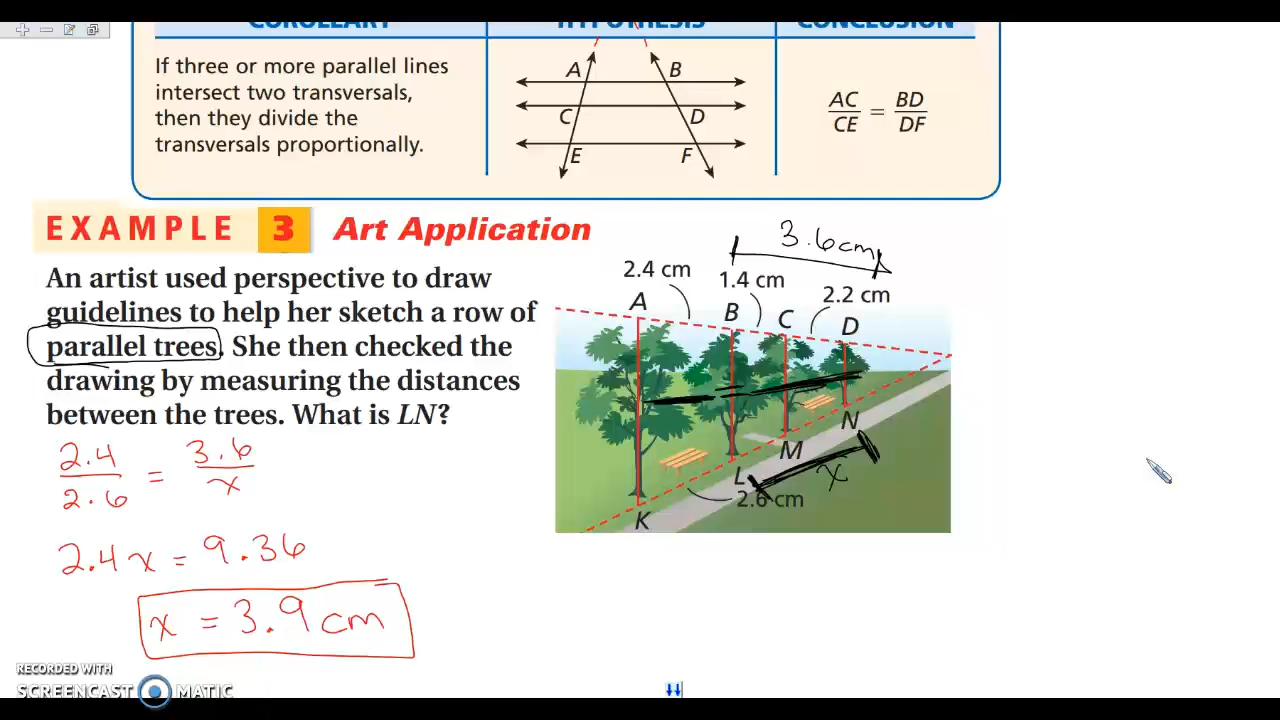 COROLLARY HYPOTHESIS CONCLUSION
If three or more parallel lines
intersect two transversals,
then they divide the
transversals proportionally.
A B
C D
E F
AC BD
CE = DF
EXAMPLE 3 Art Application
An artist used perspective to draw
guidelines to help her sketch a row of
parallel trees. She then checked the
drawing by measuring the distances
between the trees. What is LN?
3.6cm
2.4 cm
1.4 cm
2.2 cm
A B C D
N
M
L
K
x
2.6 cm
2.4 3.6
2.6 = x
2.4x = 9.36
x = 3.9 cm
RECORDED WITH
SCREENCAST MATIC